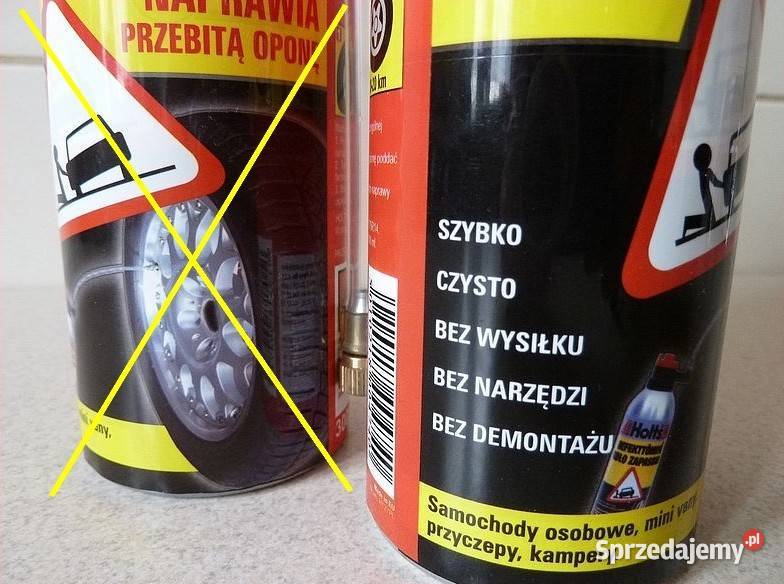 NAPRAWIA
PRZEBITĄ OPONĘ
SZYBKO
CZYSTO
BEZ WYSIŁKU
BEZ NARZĘDZI
BEZ DEMONTAŻU
Holts
Samochody osobowe, mini vany,
przyczepy, kampery
Sprzedajemy.pl